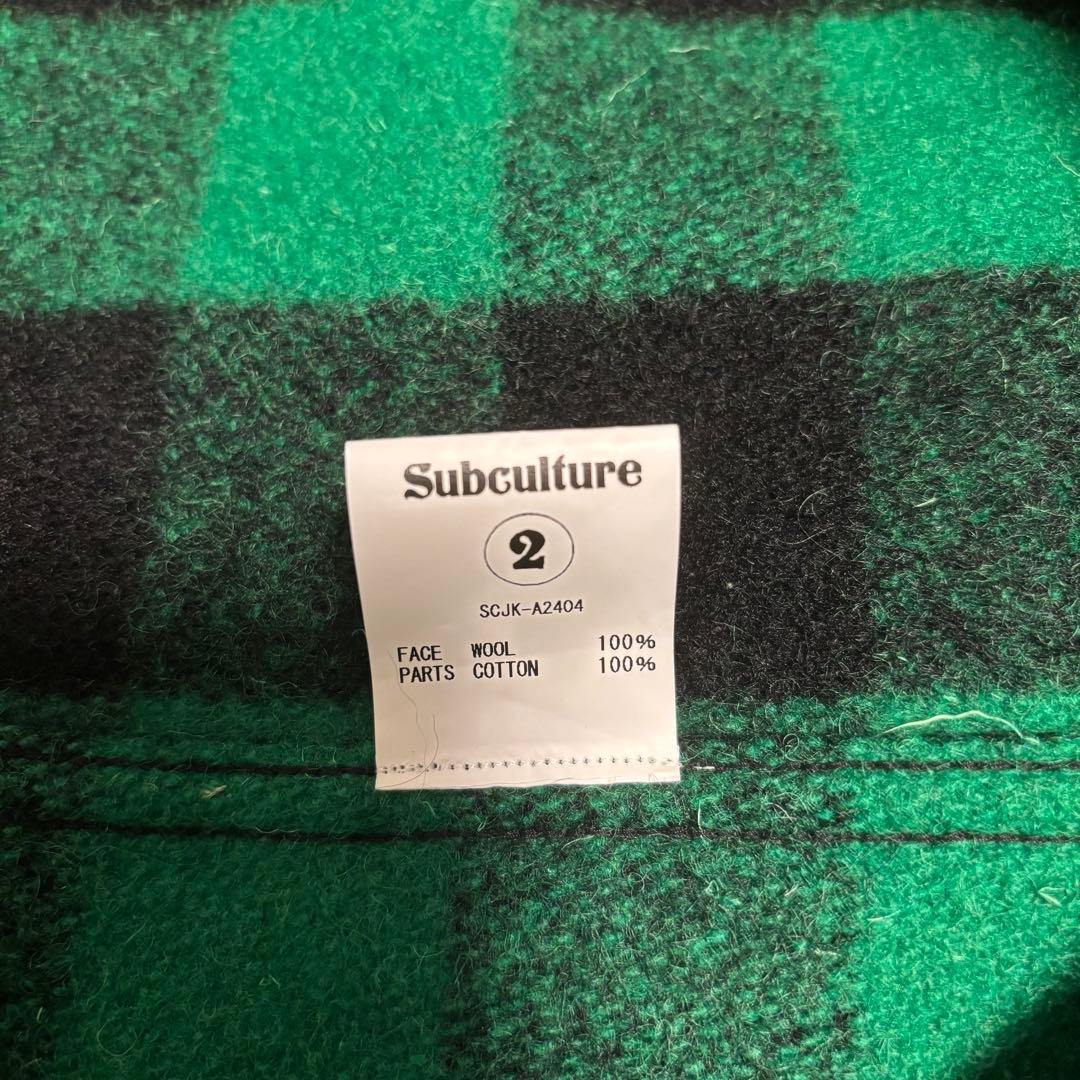 Subculture
2
SCJK-A2404
FACE WOOL 100%
PARTS COTTON 100%